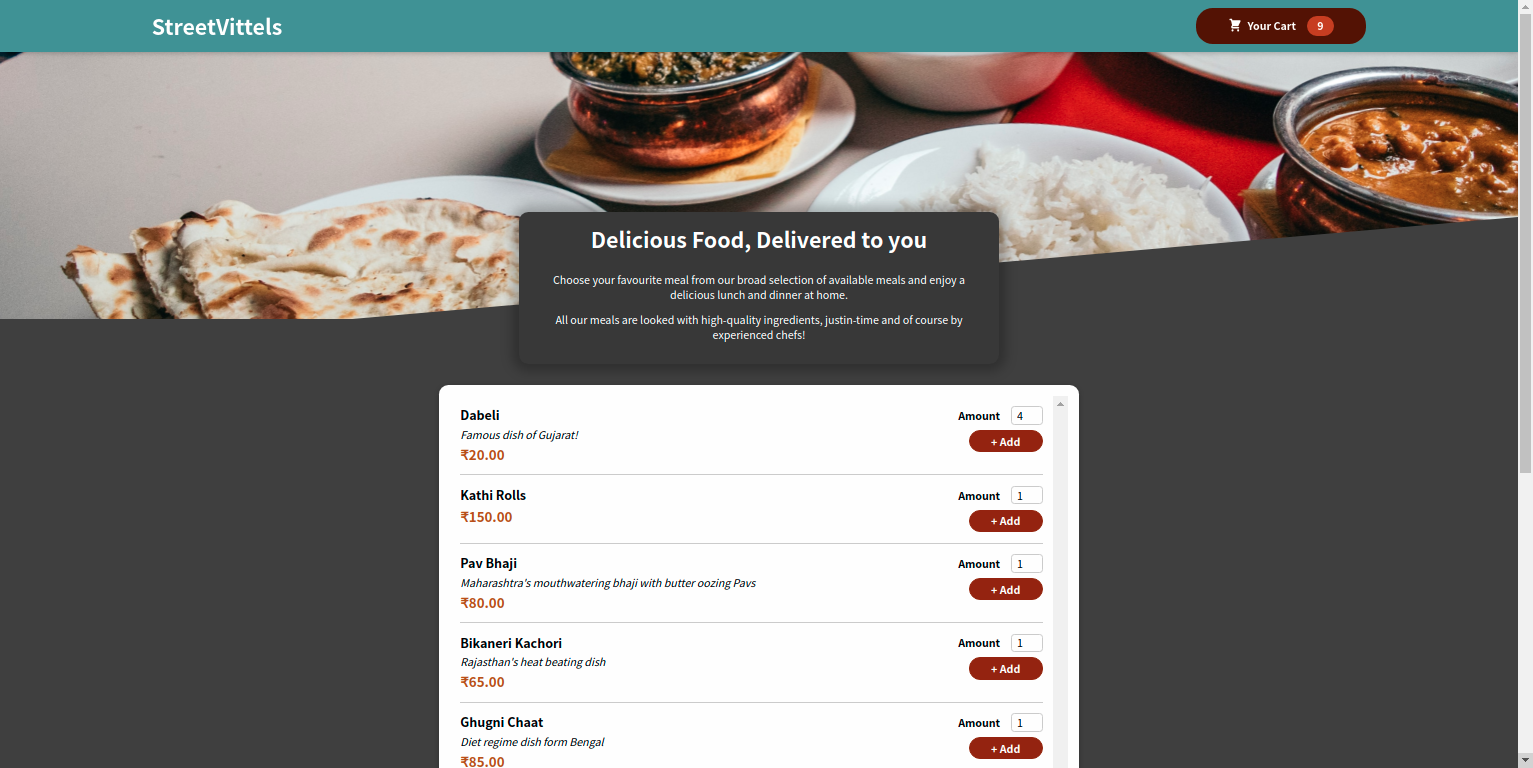 StreetVittels
Your Cart 9
Delicious Food, Delivered to you
Choose your favourite meal from our broad selection of available meals and enjoy a
delicious lunch and dinner at home.
All our meals are looked with high-quality ingredients, justin-time and of course by
experienced chefs!
Dabeli
Famous dish of Gujarat!
₹20.00
Amount 4
+ Add
Kathi Rolls
₹150.00
Amount 1
+ Add
Pav Bhaji
Maharashtra's mouthwatering bhaji with butter oozing Pavs
₹80.00
Amount 1
+ Add
Bikaneri Kachori
Rajasthan's heat beating dish
₹65.00
Amount 1
+ Add
Ghugni Chaat
Diet regime dish form Bengal
₹85.00
Amount 1
+ Add